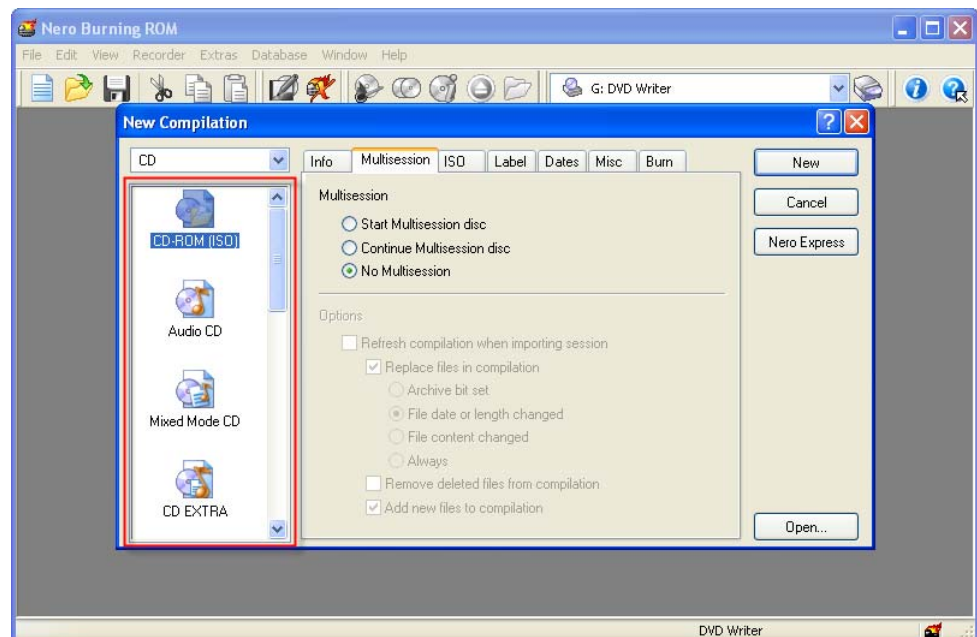 Nero Burning ROM
File Edit View Recorder Extras Database Window Help
G: DVD Writer
New Compilation
CD
Info Multisession ISO Label Dates Misc Burn
New
Cancel
Nero Express
CD-ROM (ISO)
Audio CD
Mixed Mode CD
CD EXTRA
Multisession
Start Multisession disc
Continue Multisession disc
No Multisession
Options
Refresh compilation when importing session
Replace files in compilation
Archive bit set
File date or length changed
File content changed
Always
Remove deleted files from compilation
Add new files to compilation
Open...
DVD Writer